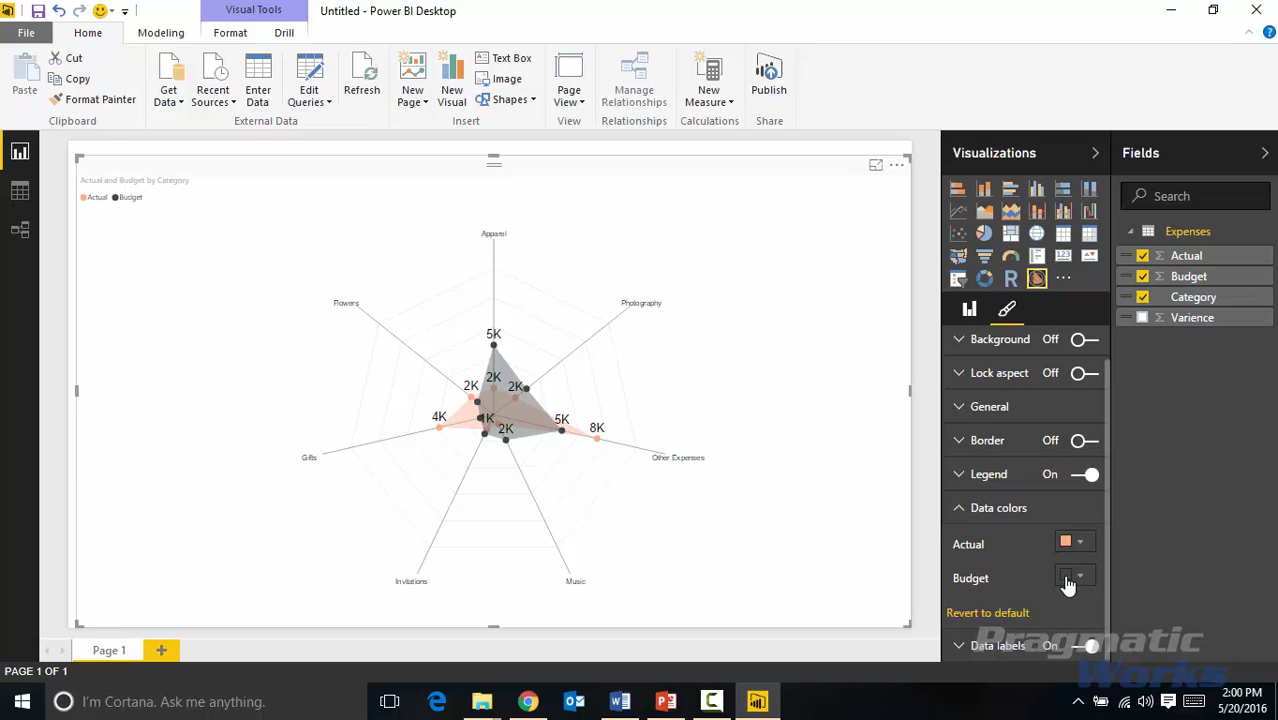 Visual Tools
Untitled - Power BI Desktop
File
Home
Modeling
Format
Drill
Paste
Cut
Copy
Format Painter
Clipboard
Get Data
Recent Sources
Enter Data
Edit Queries
Refresh
External Data
New Page
New Visual
Text Box
Image
Shapes
Insert
Page View
View
Manage Relationships
Relationships
New Measure
Calculations
Publish
Share
Actual and Budget by Category
Actual
Budget
Apparel
Flowers
Photography
5K
2K
2K
2K
4K
1K
2K
5K
8K
Gifts
Other Expenses
Invitations
Music
Visualizations
R
Background Off
Lock aspect Off
General
Border Off
Legend On
Data colors
Actual
Budget
Revert to default
Data labels On
Fields
Search
Expenses
Actual
Budget
Category
Varience
Pragmatic
Works
Page 1
PAGE 1 OF 1
I'm Cortana. Ask me anything.
2:00 PM
5/20/2016